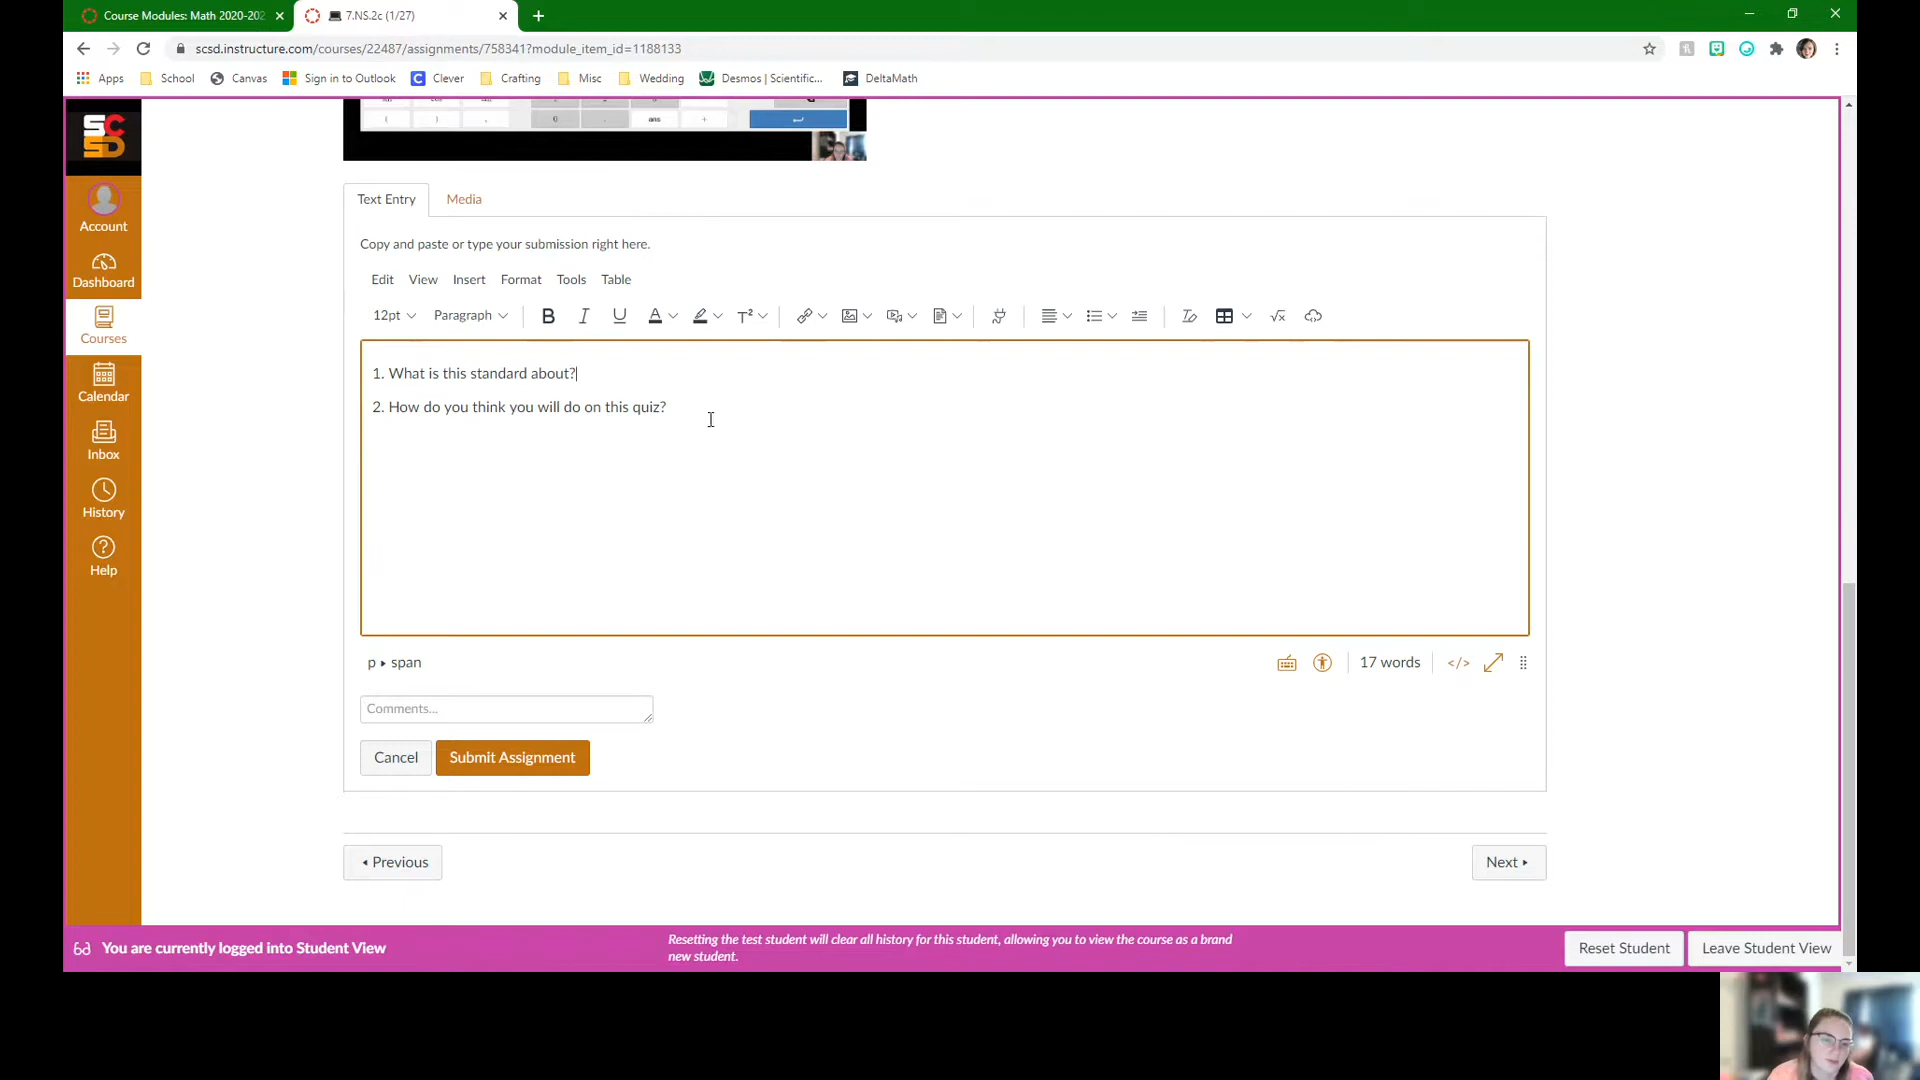 Course Modules: Math 2020-202
7.NS.2c (1/27)
scsd.instructure.com/courses/22487/assignments/758341?module_item_id=1188133
Apps School Canvas Sign in to Outlook Clever Crafting Misc Wedding Desmos | Scientific... DeltaMath
( ) , 0 . ans +
SC
SD
Account
Dashboard
Courses
Calendar
Inbox
History
Help
Text Entry Media
Copy and paste or type your submission right here.
Edit View Insert Format Tools Table
12pt Paragraph B I U A T²
1. What is this standard about?
2. How do you think you will do on this quiz?
p ▸ span
17 words </>
Comments...
Cancel Submit Assignment
◂ Previous Next ▸
You are currently logged into Student View
Resetting the test student will clear all history for this student, allowing you to view the course as a brand
new student.
Reset Student Leave Student View